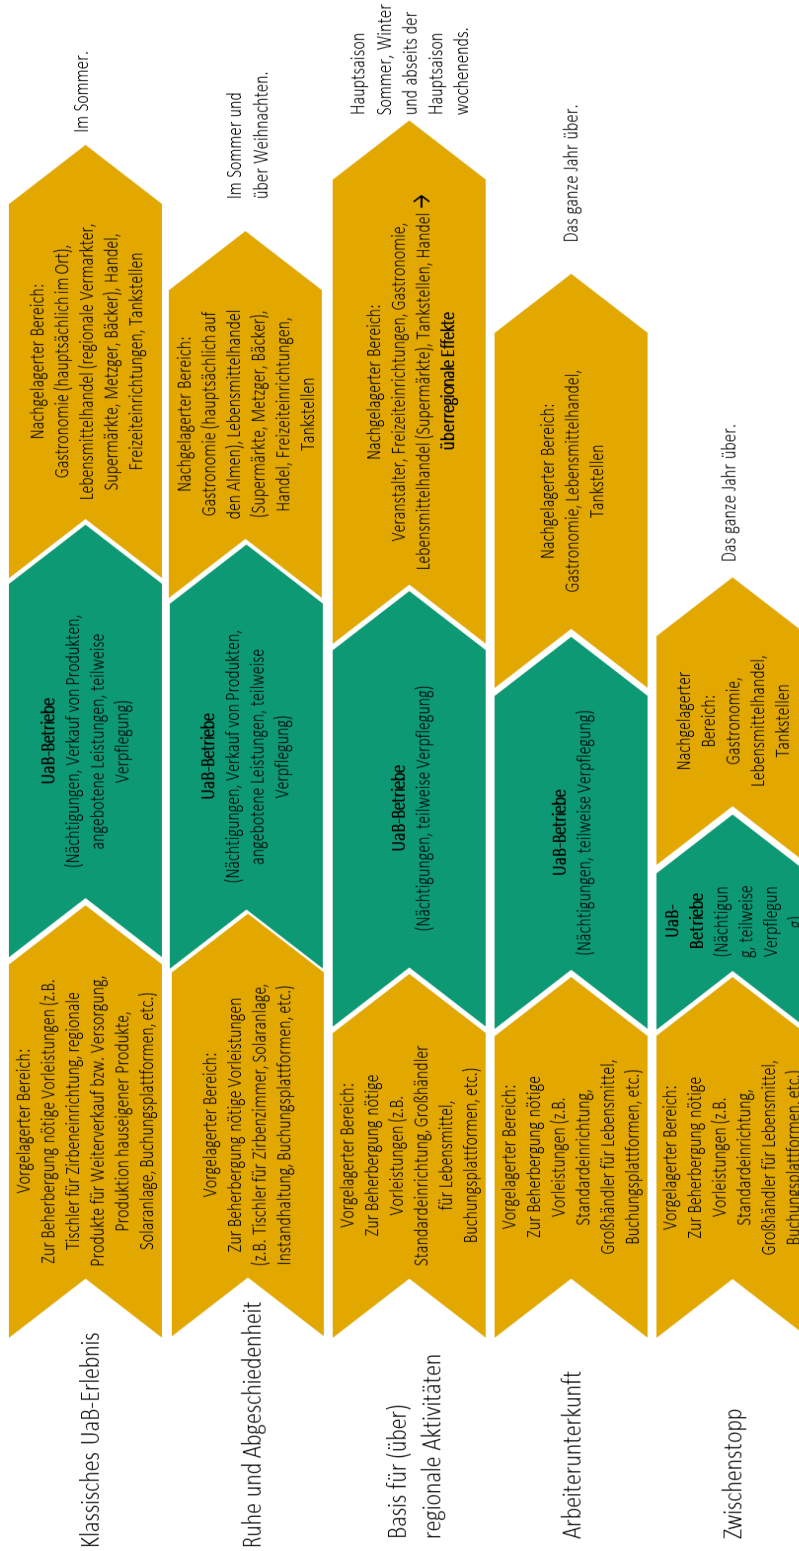 Klassisches UaB-Erlebnis
Vorgelagerter Bereich:
Zur Beherbergung nötige Vorleistungen (z.B.
Tischler für Zirbeneinrichtung, regionale
Produkte für Weiterverkauf bzw. Versorgung,
Produktion hauseigener Produkte,
Solaranlage, Buchungsplattformen, etc.)
UaB-Betriebe
(Nächtigungen, Verkauf von Produkten,
angebotene Leistungen, teilweise
Verpflegung)
Nachgelagerter Bereich:
Gastronomie (hauptsächlich im Ort),
Lebensmittelhandel (regionale Vermarkter,
Supermärkte, Metzger, Bäcker), Handel,
Freizeiteinrichtungen, Tankstellen
Im Sommer.
Ruhe und Abgeschiedenheit
Vorgelagerter Bereich:
Zur Beherbergung nötige Vorleistungen
(z.B. Tischler für Zirbenzimmer, Solaranlage,
Instandhaltung, Buchungsplattformen, etc.)
UaB-Betriebe
(Nächtigungen, Verkauf von Produkten,
angebotene Leistungen, teilweise
Verpflegung)
Nachgelagerter Bereich:
Gastronomie (hauptsächlich auf
den Almen), Lebensmittelhandel
(Supermärkte, Metzger, Bäcker),
Handel, Freizeiteinrichtungen,
Tankstellen
Im Sommer und
über Weihnachten.
Basis für (über)
regionale Aktivitäten
Vorgelagerter Bereich:
Zur Beherbergung nötige
Vorleistungen (z.B.
Standardeinrichtung, Großhändler
für Lebensmittel,
Buchungsplattformen, etc.)
UaB-Betriebe
(Nächtigungen, teilweise Verpflegung)
Nachgelagerter Bereich:
Veranstalter, Freizeiteinrichtungen, Gastronomie,
Lebensmittelhandel (Supermärkte), Tankstellen, Handel →
überregionale Effekte
Hauptsaison
Sommer, Winter
und abseits der
Hauptsaison
wochenends.
Arbeiterunterkunft
Vorgelagerter Bereich:
Zur Beherbergung nötige
Vorleistungen (z.B.
Standardeinrichtung,
Großhändler für Lebensmittel,
Buchungsplattformen, etc.)
UaB-Betriebe
(Nächtigungen, teilweise Verpflegung)
Nachgelagerter Bereich:
Gastronomie, Lebensmittelhandel,
Tankstellen
Das ganze Jahr über.
Zwischenstopp
Vorgelagerter Bereich:
Zur Beherbergung nötige
Vorleistungen (z.B.
Standardeinrichtung,
Großhändler für Lebensmittel,
Buchungsplattformen, etc.)
UaB-
Betriebe
(Nächtigun
g, teilweise
Verpflegun
g)
Nachgelagerter
Bereich:
Gastronomie,
Lebensmittelhandel,
Tankstellen
Das ganze Jahr über.